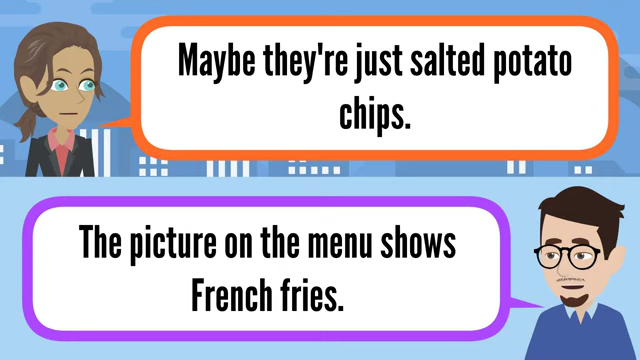 Maybe they're just salted potato
chips.
The picture on the menu shows
French fries.